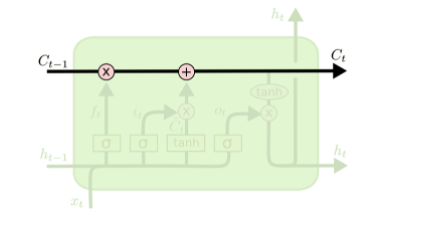 h_t
C_{t-1} × + C_t
tanh
f_t i_t × o_t ×
C̃_t
σ σ tanh σ
h_{t-1} h_t
x_t